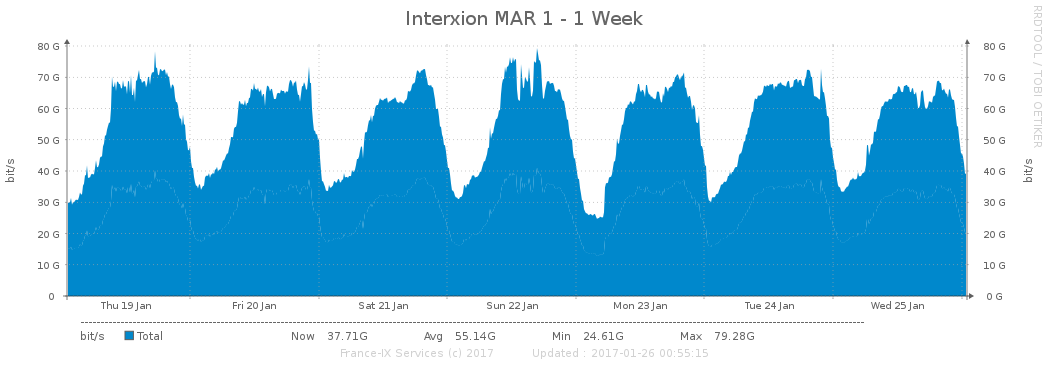 Interxion MAR 1 - 1 Week
RRDTOOL / TOBI OETIKER
bit/s
80 G 80 G
70 G 70 G
60 G 60 G
50 G 50 G
40 G 40 G
30 G 30 G
20 G 20 G
10 G 10 G
0 0 G
bit/s
Thu 19 Jan Fri 20 Jan Sat 21 Jan Sun 22 Jan Mon 23 Jan Tue 24 Jan Wed 25 Jan
bit/s Total Now 37.71G Avg 55.14G Min 24.61G Max 79.28G
France-IX Services (c) 2017 Updated : 2017-01-26 00:55:15